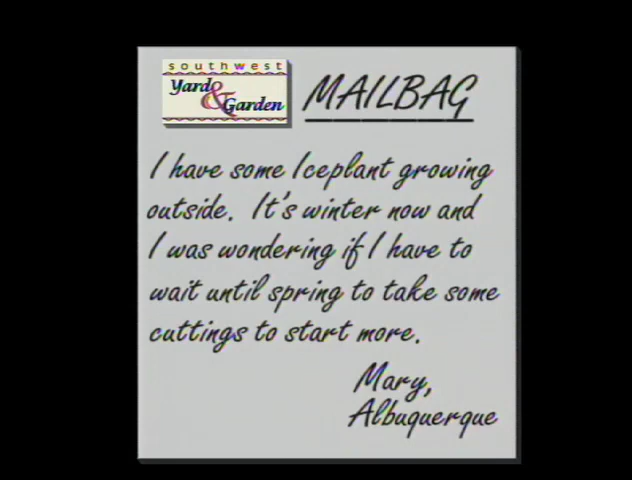 southwest
Yard
& Garden
MAILBAG
I have some Iceplant growing
outside. It's winter now and
I was wondering if I have to
wait until spring to take some
cuttings to start more.
Mary,
Albuquerque